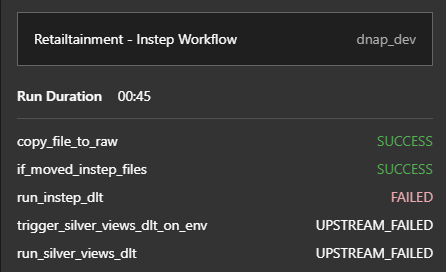 Retailtainment - Instep Workflow dnap_dev
Run Duration 00:45
copy_file_to_raw SUCCESS
if_moved_instep_files SUCCESS
run_instep_dlt FAILED
trigger_silver_views_dlt_on_env UPSTREAM_FAILED
run_silver_views_dlt UPSTREAM_FAILED